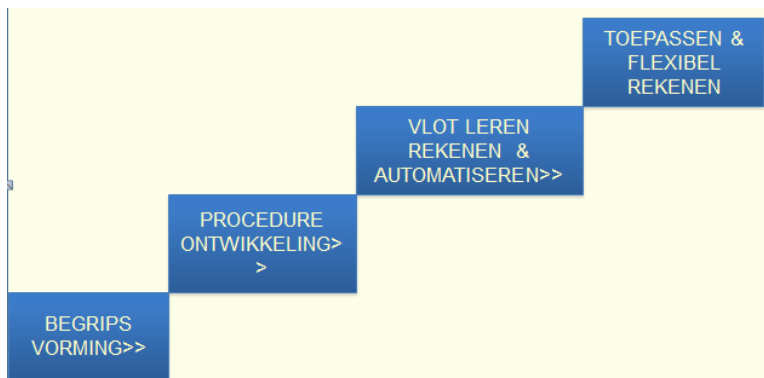 TOEPASSEN &
FLEXIBEL
REKENEN
VLOT LEREN
REKENEN &
AUTOMATISEREN>>
PROCEDURE
ONTWIKKELING>
>
BEGRIPS
VORMING>>